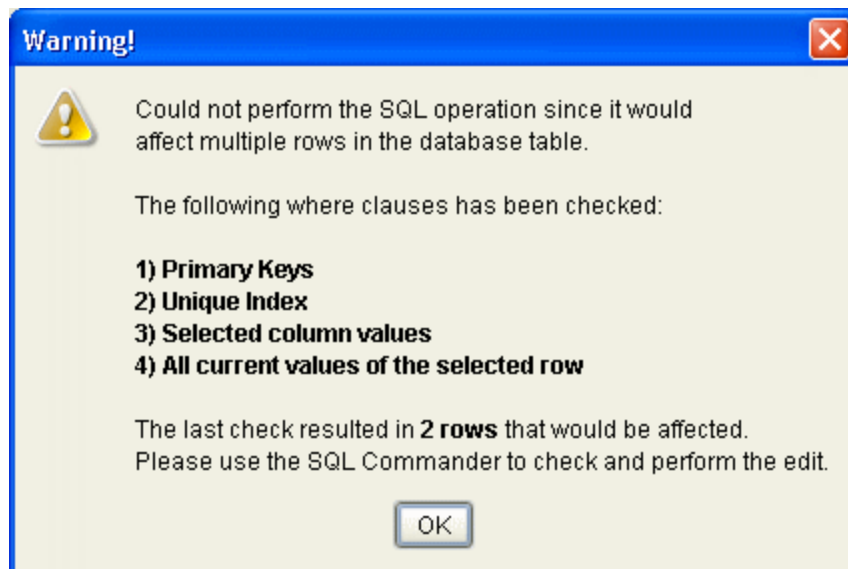 Warning!
Could not perform the SQL operation since it would
affect multiple rows in the database table.
The following where clauses has been checked:
1) Primary Keys
2) Unique Index
3) Selected column values
4) All current values of the selected row
The last check resulted in 2 rows that would be affected.
Please use the SQL Commander to check and perform the edit.
OK